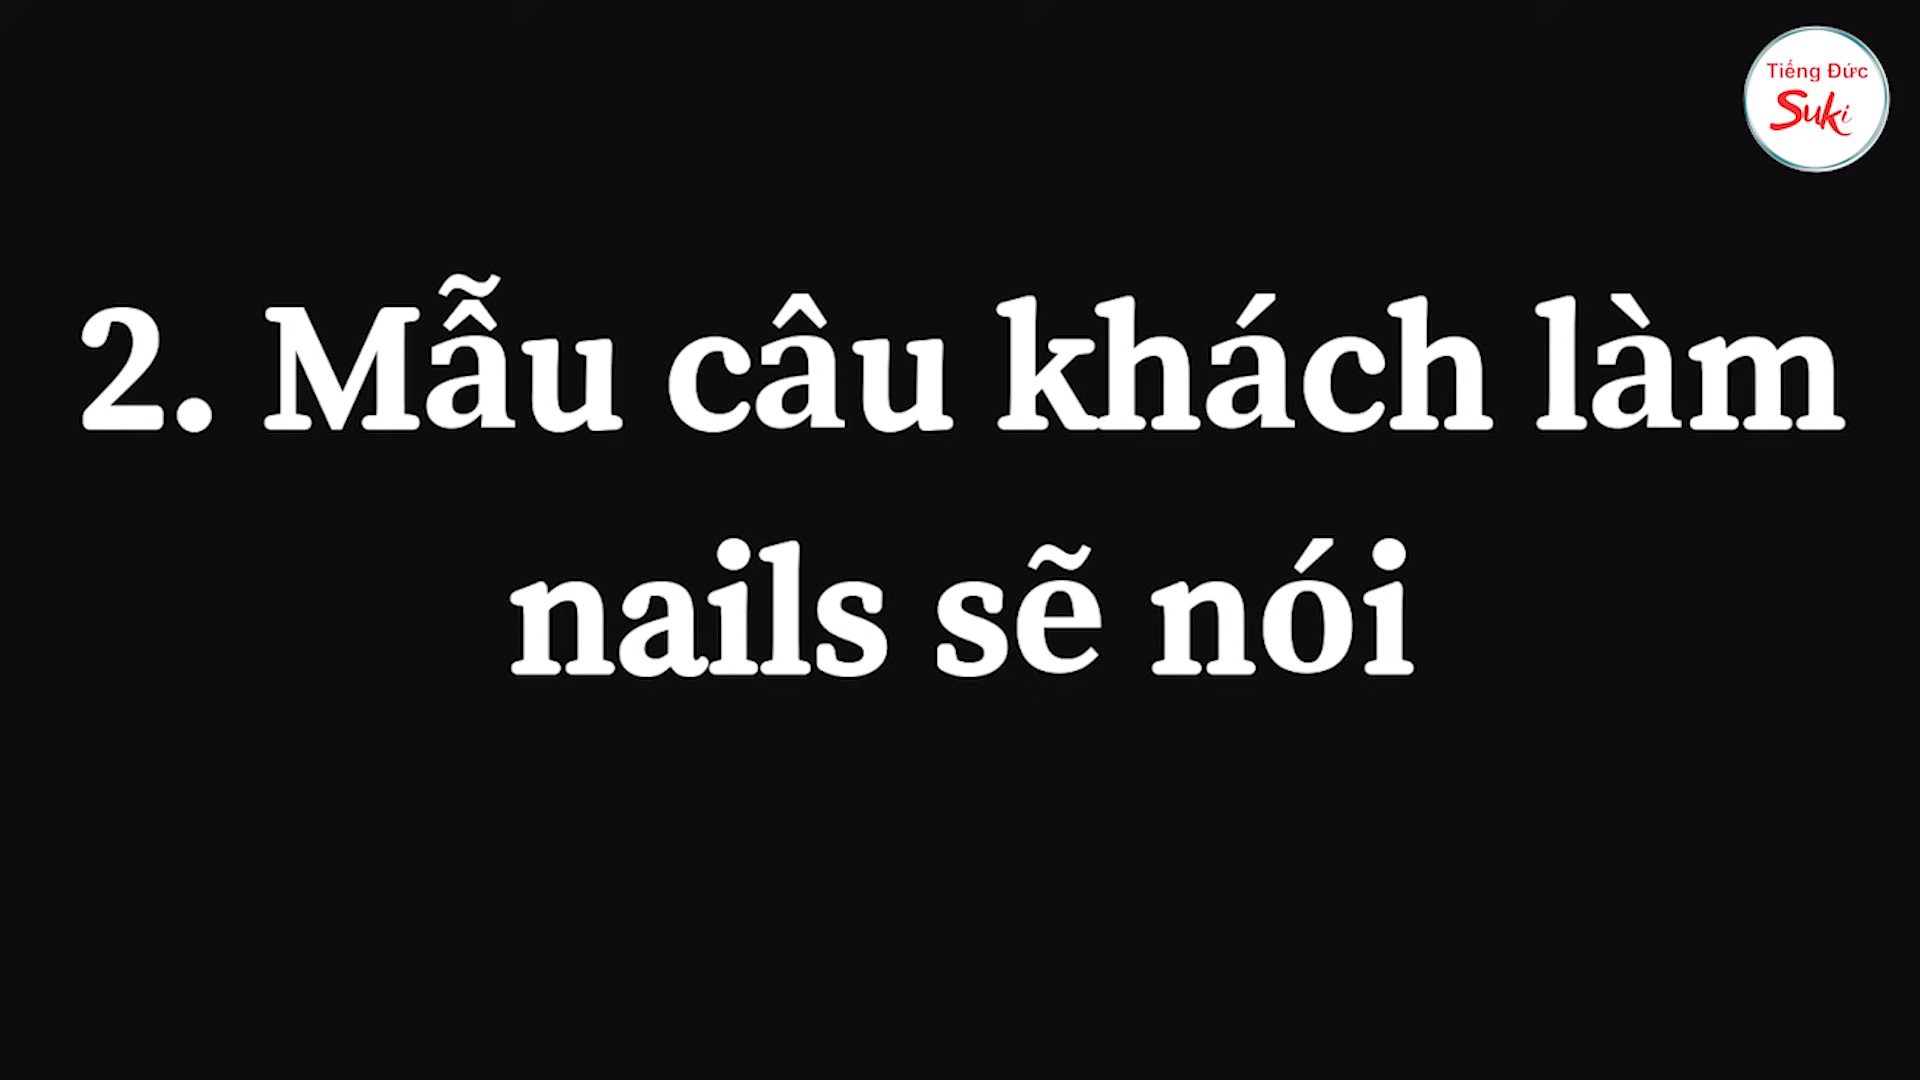 Tiếng Đức
Suki
2. Mẫu câu khách làm
nails sẽ nói